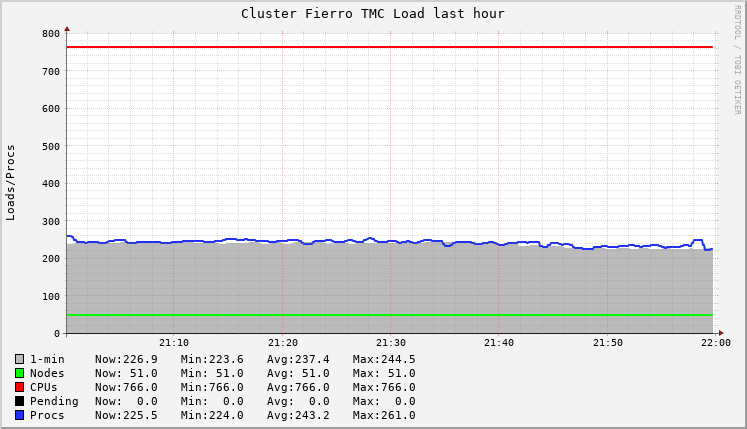 Cluster Fierro TMC Load last hour
RRDTOOL / TOBI OETIKER
Loads/Procs
800
700
600
500
400
300
200
100
0
21:10 21:20 21:30 21:40 21:50 22:00
1-min Now:226.9 Min:223.6 Avg:237.4 Max:244.5
Nodes Now: 51.0 Min: 51.0 Avg: 51.0 Max: 51.0
CPUs Now:766.0 Min:766.0 Avg:766.0 Max:766.0
Pending Now: 0.0 Min: 0.0 Avg: 0.0 Max: 0.0
Procs Now:225.5 Min:224.0 Avg:243.2 Max:261.0